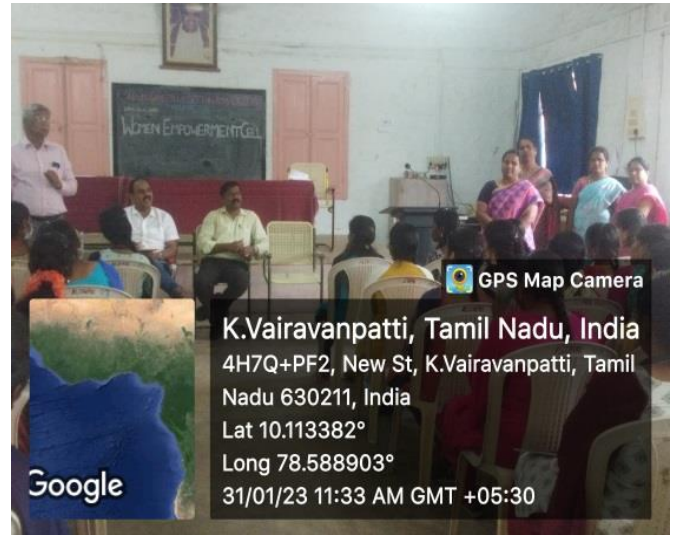 WOMEN EMPOWERMENT CELL
GPS Map Camera
K.Vairavanpatti, Tamil Nadu, India
4H7Q+PF2, New St, K.Vairavanpatti, Tamil
Nadu 630211, India
Lat 10.113382°
Long 78.588903°
31/01/23 11:33 AM GMT +05:30
Google